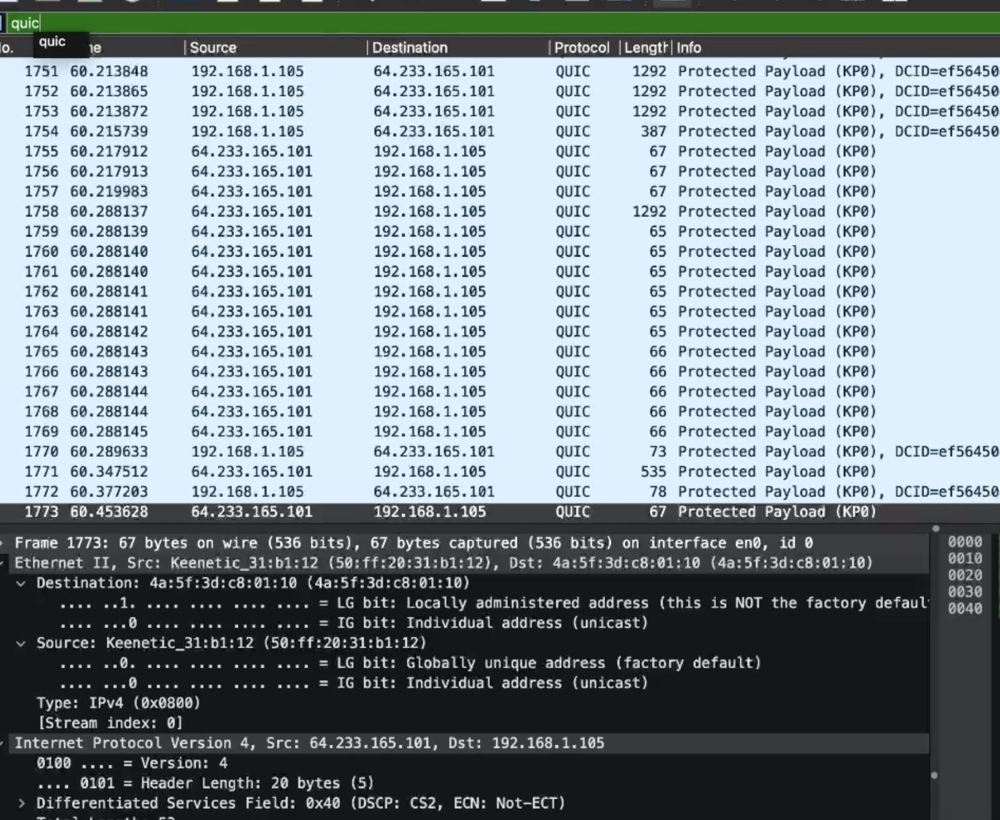 quic
quic
o. me Source Destination Protocol Length Info
1751 60.213848 192.168.1.105 64.233.165.101 QUIC 1292 Protected Payload (KP0), DCID=ef56450
1752 60.213865 192.168.1.105 64.233.165.101 QUIC 1292 Protected Payload (KP0), DCID=ef56450
1753 60.213872 192.168.1.105 64.233.165.101 QUIC 1292 Protected Payload (KP0), DCID=ef56450
1754 60.215739 192.168.1.105 64.233.165.101 QUIC 387 Protected Payload (KP0), DCID=ef56450
1755 60.217912 64.233.165.101 192.168.1.105 QUIC 67 Protected Payload (KP0)
1756 60.217913 64.233.165.101 192.168.1.105 QUIC 67 Protected Payload (KP0)
1757 60.219983 64.233.165.101 192.168.1.105 QUIC 67 Protected Payload (KP0)
1758 60.288137 64.233.165.101 192.168.1.105 QUIC 1292 Protected Payload (KP0)
1759 60.288139 64.233.165.101 192.168.1.105 QUIC 65 Protected Payload (KP0)
1760 60.288140 64.233.165.101 192.168.1.105 QUIC 65 Protected Payload (KP0)
1761 60.288140 64.233.165.101 192.168.1.105 QUIC 65 Protected Payload (KP0)
1762 60.288141 64.233.165.101 192.168.1.105 QUIC 65 Protected Payload (KP0)
1763 60.288141 64.233.165.101 192.168.1.105 QUIC 65 Protected Payload (KP0)
1764 60.288142 64.233.165.101 192.168.1.105 QUIC 65 Protected Payload (KP0)
1765 60.288143 64.233.165.101 192.168.1.105 QUIC 66 Protected Payload (KP0)
1766 60.288143 64.233.165.101 192.168.1.105 QUIC 66 Protected Payload (KP0)
1767 60.288144 64.233.165.101 192.168.1.105 QUIC 66 Protected Payload (KP0)
1768 60.288144 64.233.165.101 192.168.1.105 QUIC 66 Protected Payload (KP0)
1769 60.288145 64.233.165.101 192.168.1.105 QUIC 66 Protected Payload (KP0)
1770 60.289633 192.168.1.105 64.233.165.101 QUIC 73 Protected Payload (KP0), DCID=ef56450
1771 60.347512 64.233.165.101 192.168.1.105 QUIC 535 Protected Payload (KP0)
1772 60.377203 192.168.1.105 64.233.165.101 QUIC 78 Protected Payload (KP0), DCID=ef56450
1773 60.453628 64.233.165.101 192.168.1.105 QUIC 67 Protected Payload (KP0)
Frame 1773: 67 bytes on wire (536 bits), 67 bytes captured (536 bits) on interface en0, id 0
Ethernet II, Src: Keenetic_31:b1:12 (50:ff:20:31:b1:12), Dst: 4a:5f:3d:c8:01:10 (4a:5f:3d:c8:01:10)
Destination: 4a:5f:3d:c8:01:10 (4a:5f:3d:c8:01:10)
.... ..1. .... .... .... .... = LG bit: Locally administered address (this is NOT the factory defaul
.... ...0 .... .... .... .... = IG bit: Individual address (unicast)
Source: Keenetic_31:b1:12 (50:ff:20:31:b1:12)
.... ..0. .... .... .... .... = LG bit: Globally unique address (factory default)
.... ...0 .... .... .... .... = IG bit: Individual address (unicast)
Type: IPv4 (0x0800)
[Stream index: 0]
Internet Protocol Version 4, Src: 64.233.165.101, Dst: 192.168.1.105
0100 .... = Version: 4
.... 0101 = Header Length: 20 bytes (5)
Differentiated Services Field: 0x40 (DSCP: CS2, ECN: Not-ECT)
0000
0010
0020
0030
0040